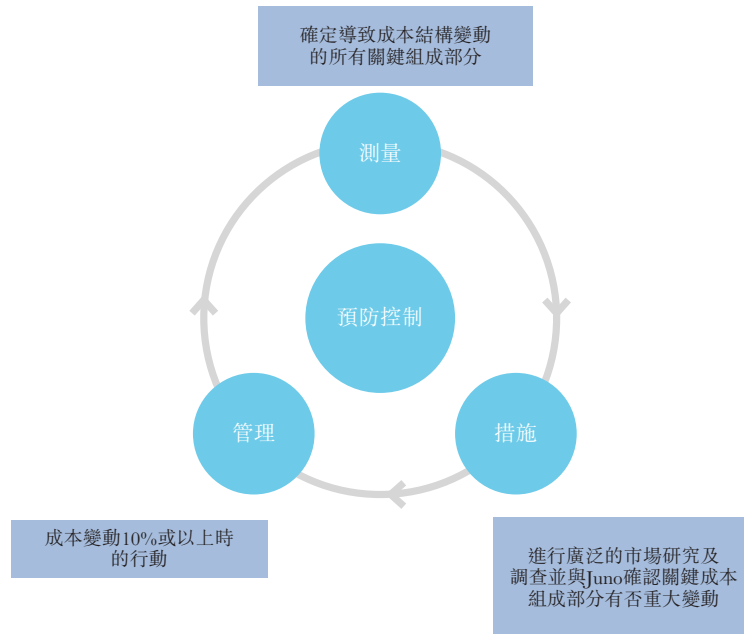 確定導致成本結構變動
的所有關鍵組成部分
測量
預防控制
管理
措施
成本變動10%或以上時
的行動
進行廣泛的市場研究及
調查並與Juno確認關鍵成本
組成部分有否重大變動